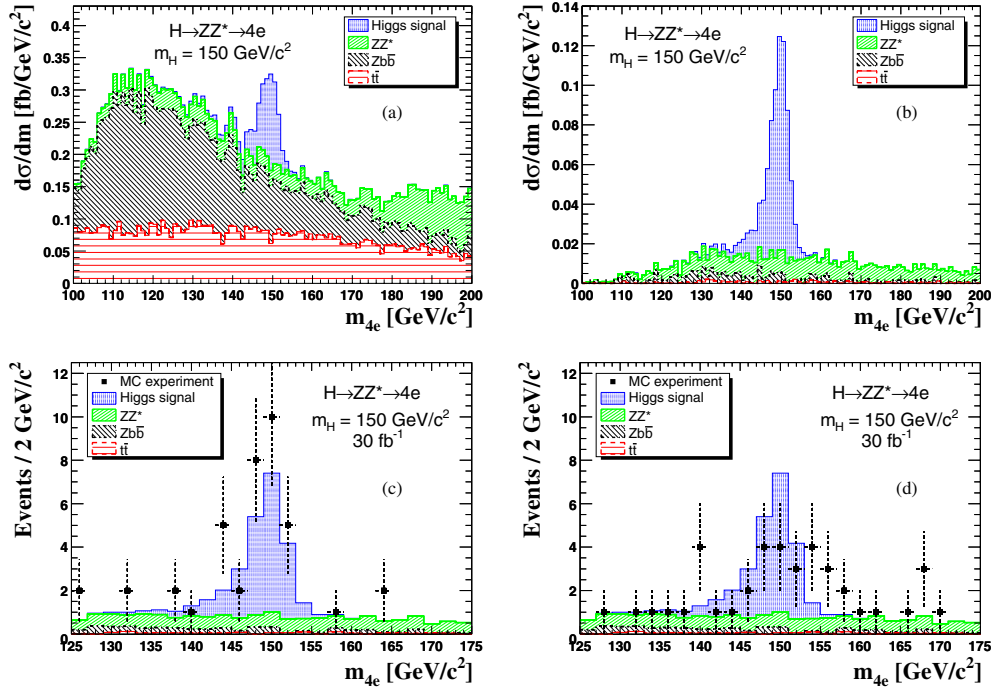 dσ/dm [fb/GeV/c²]
0.4
0.35
0.3
0.25
0.2
0.15
0.1
0.05
0
H→ZZ*→4e
m_H = 150 GeV/c²
Higgs signal
ZZ*
Zbb̄
tt̄
(a)
100 110 120 130 140 150 160 170 180 190 200
m_4e [GeV/c²]
dσ/dm [fb/GeV/c²]
0.14
0.12
0.1
0.08
0.06
0.04
0.02
0
H→ZZ*→4e
m_H = 150 GeV/c²
Higgs signal
ZZ*
Zbb̄
tt̄
(b)
100 110 120 130 140 150 160 170 180 190 200
m_4e [GeV/c²]
Events / 2 GeV/c²
12
10
8
6
4
2
0
MC experiment
Higgs signal
ZZ*
Zbb̄
tt̄
H→ZZ*→4e
m_H = 150 GeV/c²
30 fb⁻¹
(c)
125 130 135 140 145 150 155 160 165 170 175
m_4e [GeV/c²]
Events / 2 GeV/c²
12
10
8
6
4
2
0
MC experiment
Higgs signal
ZZ*
Zbb̄
tt̄
H→ZZ*→4e
m_H = 150 GeV/c²
30 fb⁻¹
(d)
125 130 135 140 145 150 155 160 165 170 175
m_4e [GeV/c²]